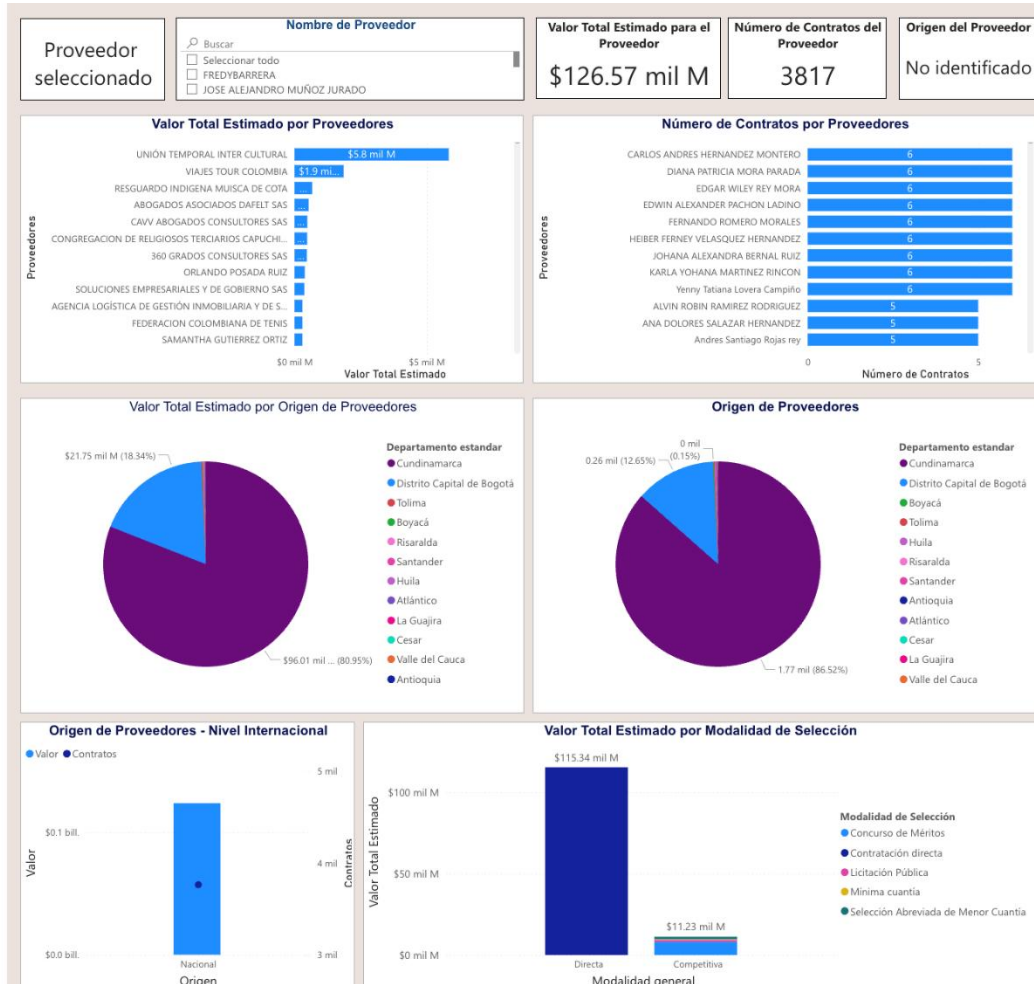 Proveedor
seleccionado
Nombre de Proveedor
Buscar
Seleccionar todo
FREDYBARRERA
JOSE ALEJANDRO MUÑOZ JURADO
Valor Total Estimado para el
Proveedor
$126.57 mil M
Número de Contratos del
Proveedor
3817
Origen del Proveedor
No identificado
Valor Total Estimado por Proveedores
Proveedores
UNIÓN TEMPORAL INTER CULTURAL
$5.8 mil M
VIAJES TOUR COLOMBIA
$1.9 mi...
RESGUARDO INDIGENA MUISCA DE COTA
...
ABOGADOS ASOCIADOS DAFELT SAS
...
CAVV ABOGADOS CONSULTORES SAS
...
CONGREGACION DE RELIGIOSOS TERCIARIOS CAPUCHI...
...
360 GRADOS CONSULTORES SAS
...
ORLANDO POSADA RUIZ
SOLUCIONES EMPRESARIALES Y DE GOBIERNO SAS
AGENCIA LOGÍSTICA DE GESTIÓN INMOBILIARIA Y DE S...
FEDERACION COLOMBIANA DE TENIS
SAMANTHA GUTIERREZ ORTIZ
$0 mil M
$5 mil M
Valor Total Estimado
Número de Contratos por Proveedores
Proveedores
CARLOS ANDRES HERNANDEZ MONTERO
6
DIANA PATRICIA MORA PARADA
6
EDGAR WILEY REY MORA
6
EDWIN ALEXANDER PACHON LADINO
6
FERNANDO ROMERO MORALES
6
HEIBER FERNEY VELASQUEZ HERNANDEZ
6
JOHANA ALEXANDRA BERNAL RUIZ
6
KARLA YOHANA MARTINEZ RINCON
6
Yenny Tatiana Lovera Campiño
6
ALVIN ROBIN RAMIREZ RODRIGUEZ
5
ANA DOLORES SALAZAR HERNANDEZ
5
Andres Santiago Rojas rey
5
0
5
Número de Contratos
Valor Total Estimado por Origen de Proveedores
$21.75 mil M (18.34%)
$96.01 mil ... (80.95%)
Departamento estandar
Cundinamarca
Distrito Capital de Bogotá
Tolima
Boyacá
Risaralda
Santander
Huila
Atlántico
La Guajira
Cesar
Valle del Cauca
Antioquia
Origen de Proveedores
0 mil
(0.15%)
0.26 mil (12.65%)
1.77 mil (86.52%)
Departamento estandar
Cundinamarca
Distrito Capital de Bogotá
Boyacá
Tolima
Huila
Risaralda
Santander
Antioquia
Atlántico
Cesar
La Guajira
Valle del Cauca
Origen de Proveedores - Nivel Internacional
Valor
Contratos
Valor
$0.1 bill.
$0.0 bill.
5 mil
4 mil
3 mil
Contratos
Nacional
Origen
Valor Total Estimado por Modalidad de Selección
Valor Total Estimado
$100 mil M
$50 mil M
$0 mil M
$115.34 mil M
$11.23 mil M
Directa
Competitiva
Modalidad general
Modalidad de Selección
Concurso de Méritos
Contratación directa
Licitación Pública
Mínima cuantía
Selección Abreviada de Menor Cuantía